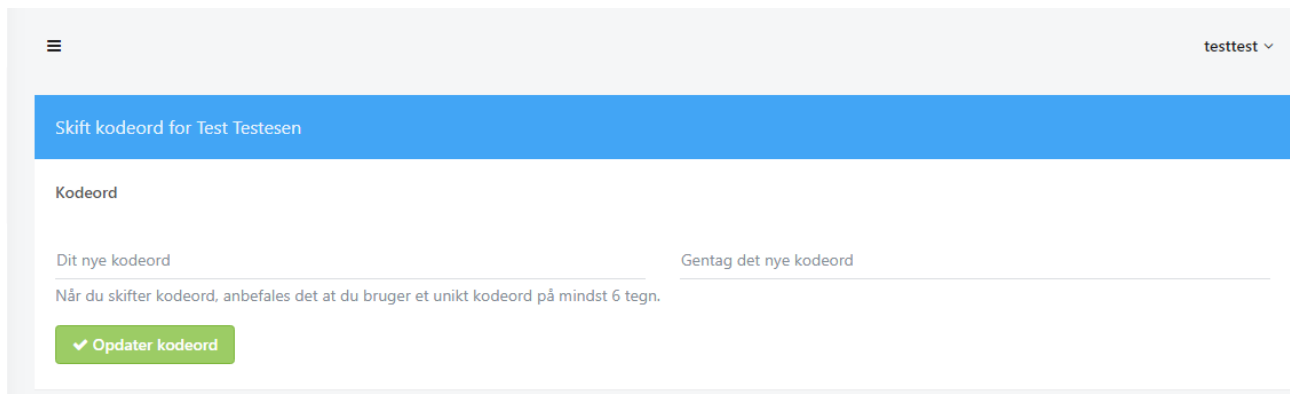 testtest
Skift kodeord for Test Testesen
Kodeord
Dit nye kodeord
Gentag det nye kodeord
Når du skifter kodeord, anbefales det at du bruger et unikt kodeord på mindst 6 tegn.
Opdater kodeord